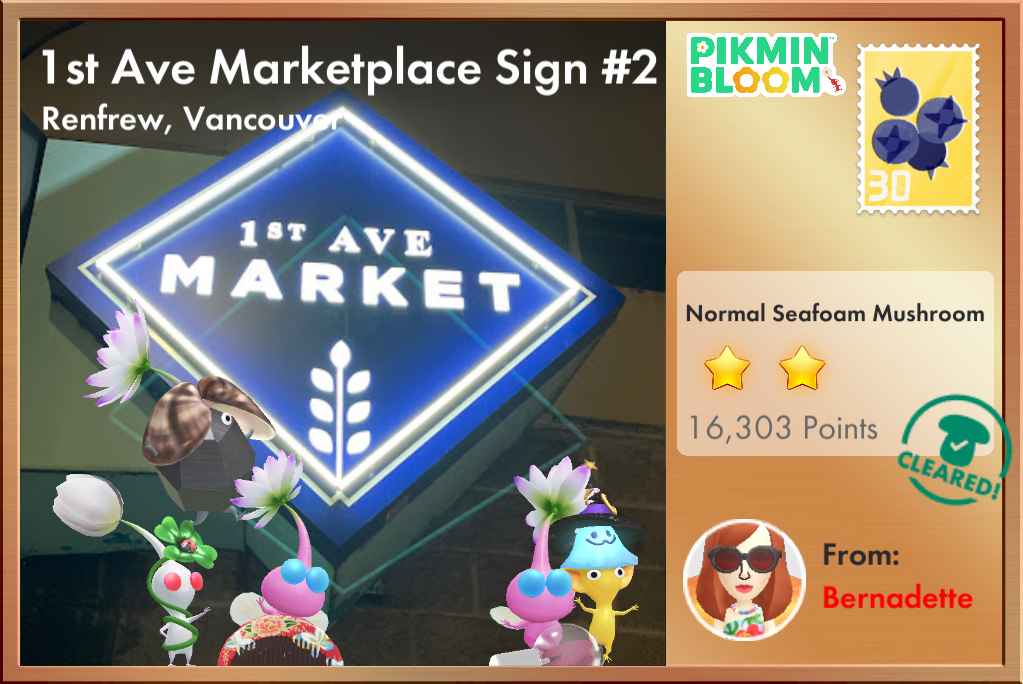 1st Ave Marketplace Sign #2
Renfrew, Vancouver
1ST AVE
MARKET
PIKMIN
BLOOM
30
Normal Seafoam Mushroom
16,303 Points
CLEARED!
From:
Bernadette